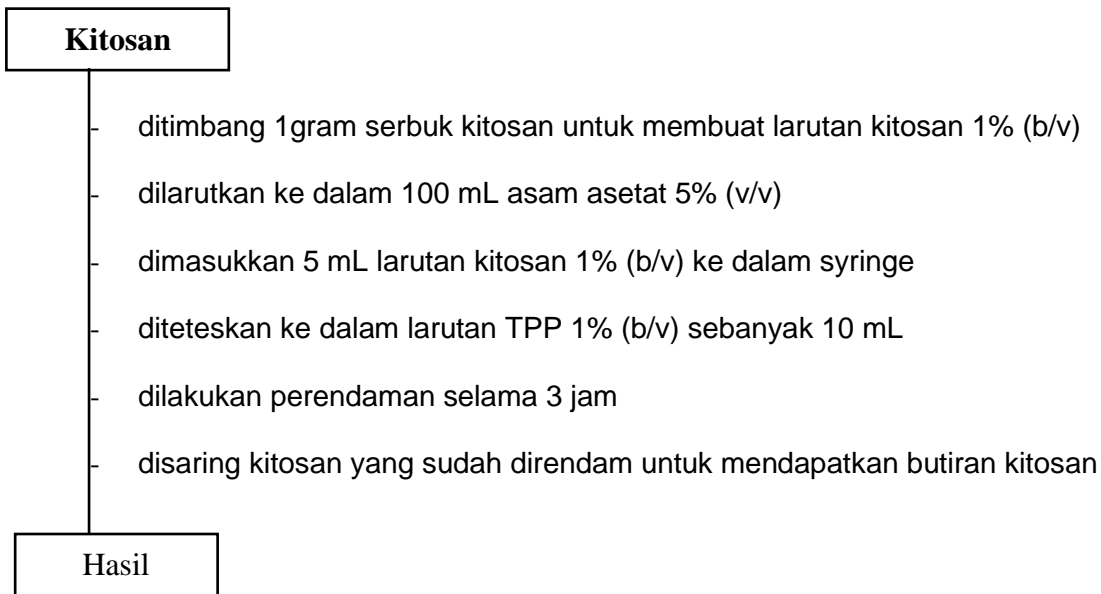 Kitosan
- ditimbang 1gram serbuk kitosan untuk membuat larutan kitosan 1% (b/v)
- dilarutkan ke dalam 100 mL asam asetat 5% (v/v)
- dimasukkan 5 mL larutan kitosan 1% (b/v) ke dalam syringe
- diteteskan ke dalam larutan TPP 1% (b/v) sebanyak 10 mL
- dilakukan perendaman selama 3 jam
- disaring kitosan yang sudah direndam untuk mendapatkan butiran kitosan
Hasil